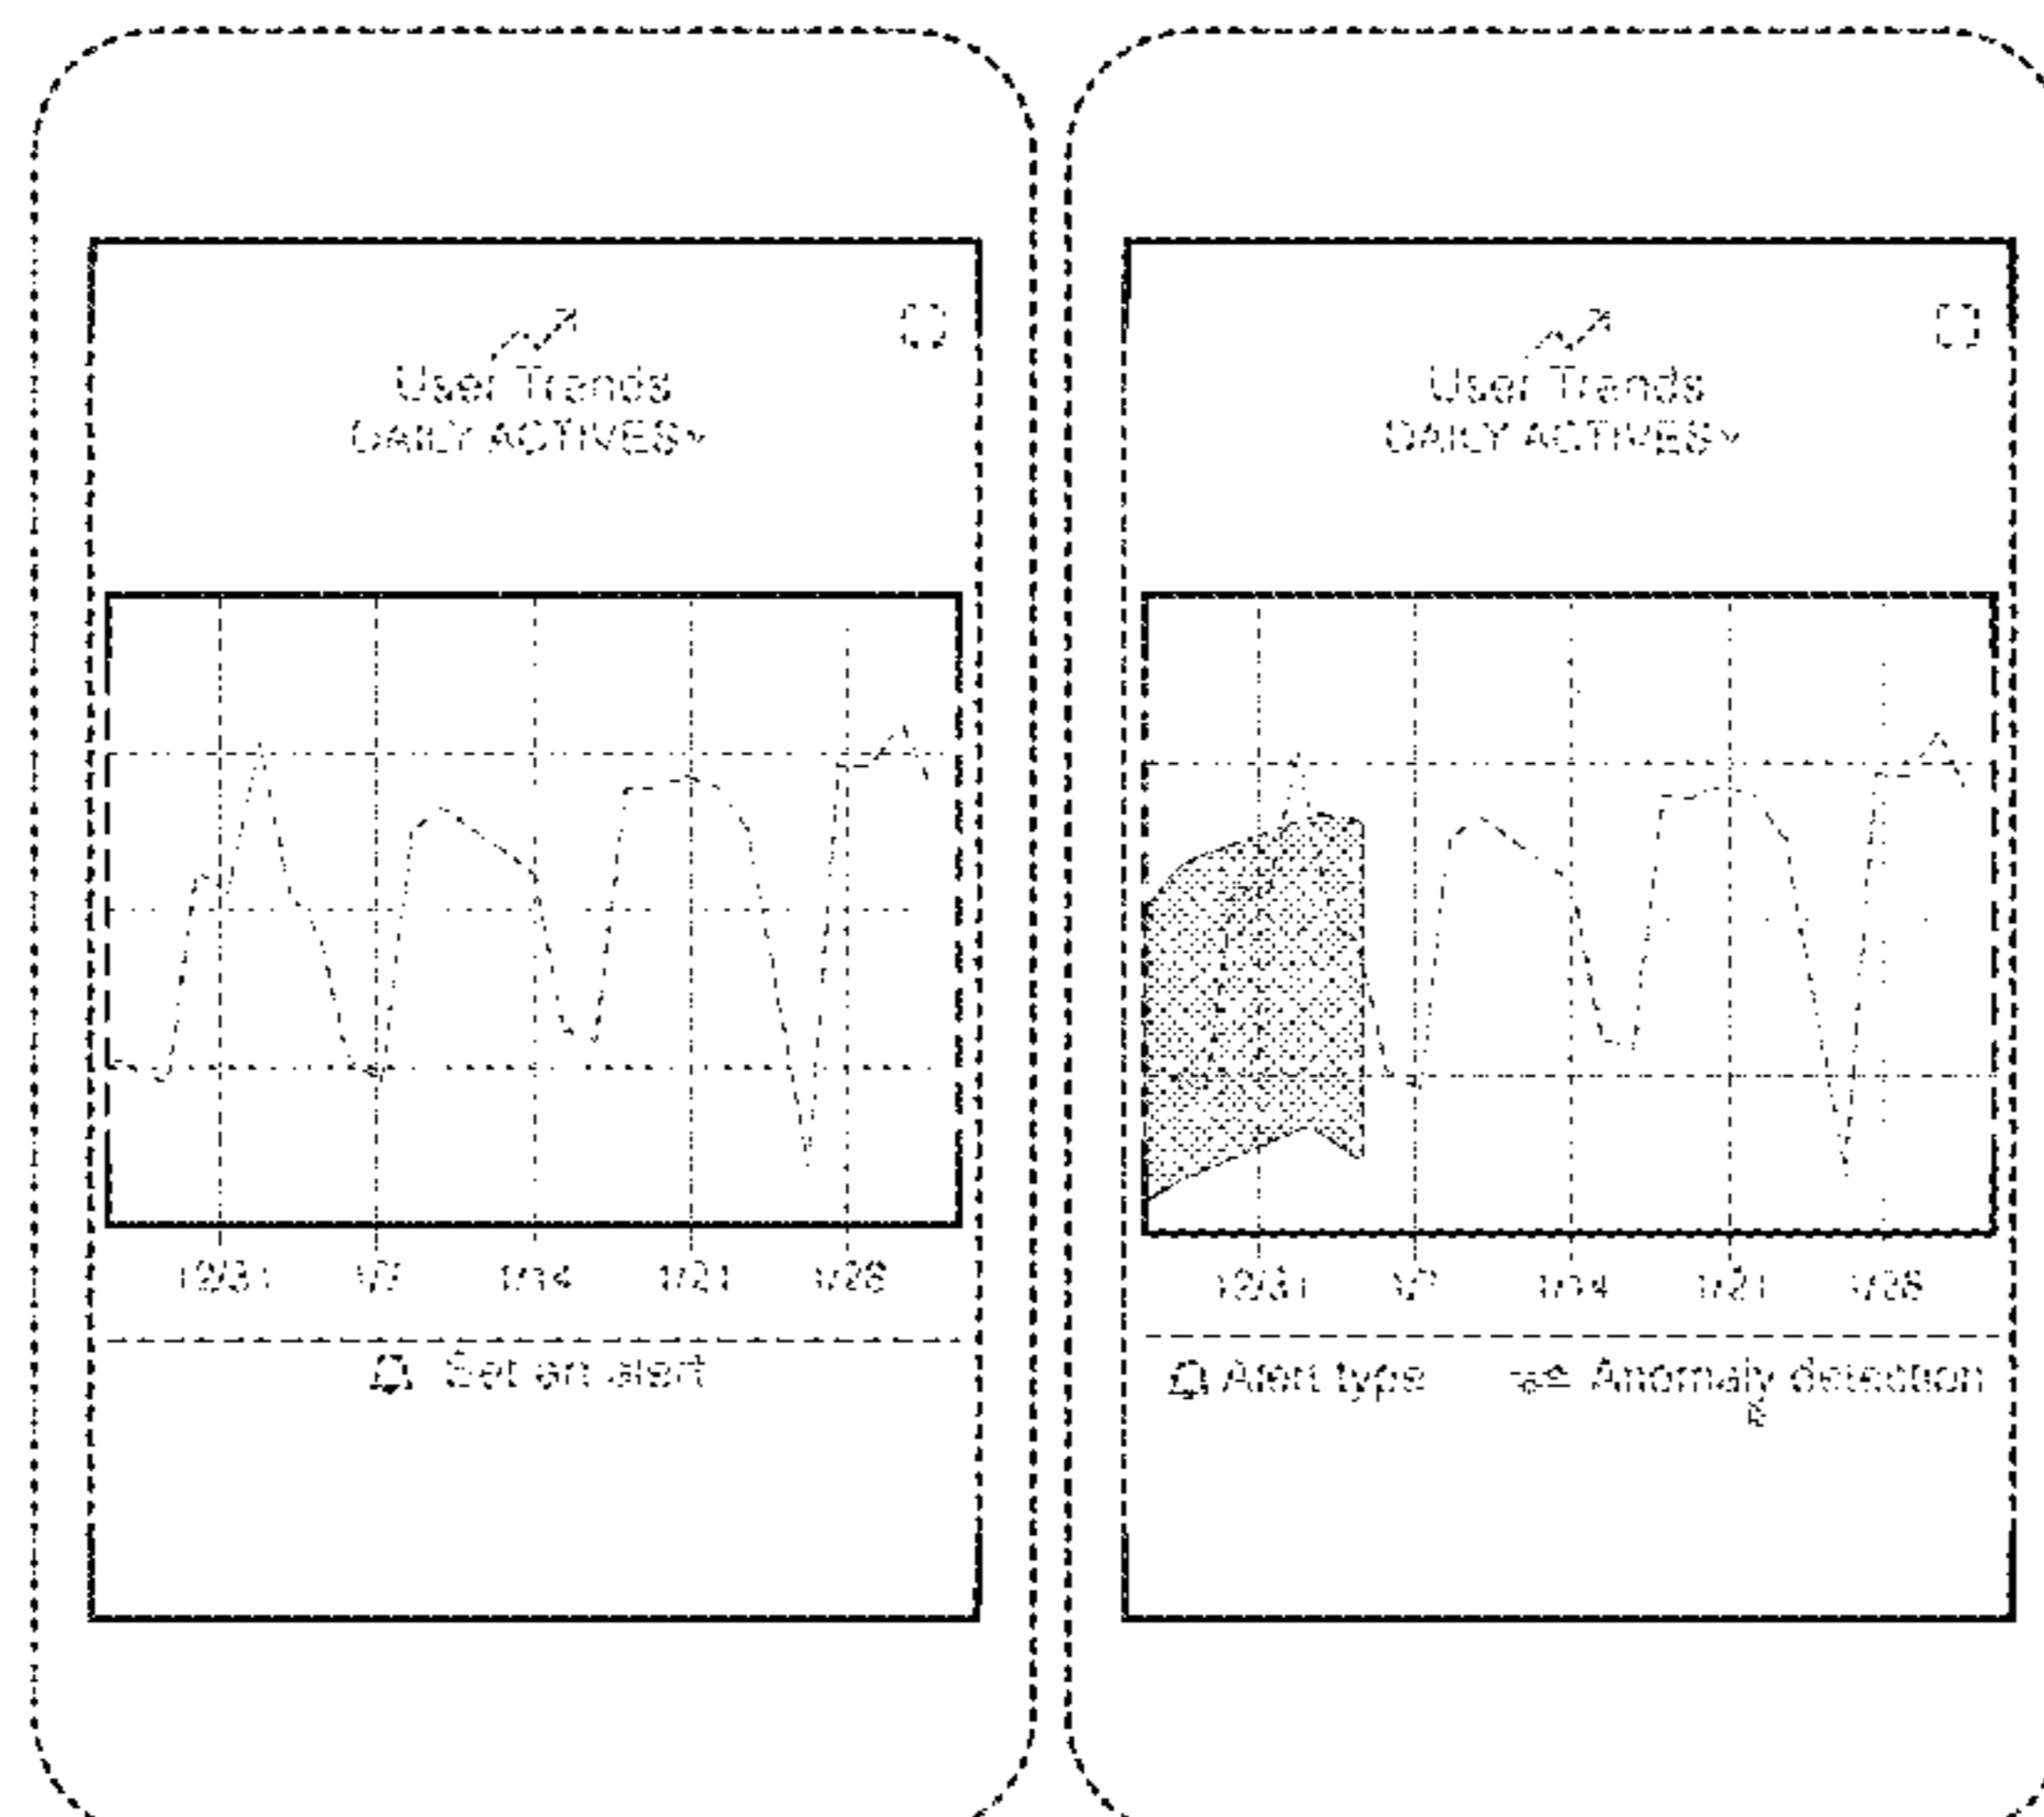 User Trends
DAILY ACTIVES
12/31 1/7 1/14 1/21 1/28
Set an alert
User Trends
DAILY ACTIVES
12/31 1/7 1/14 1/21 1/28
Alert type Anomaly detection